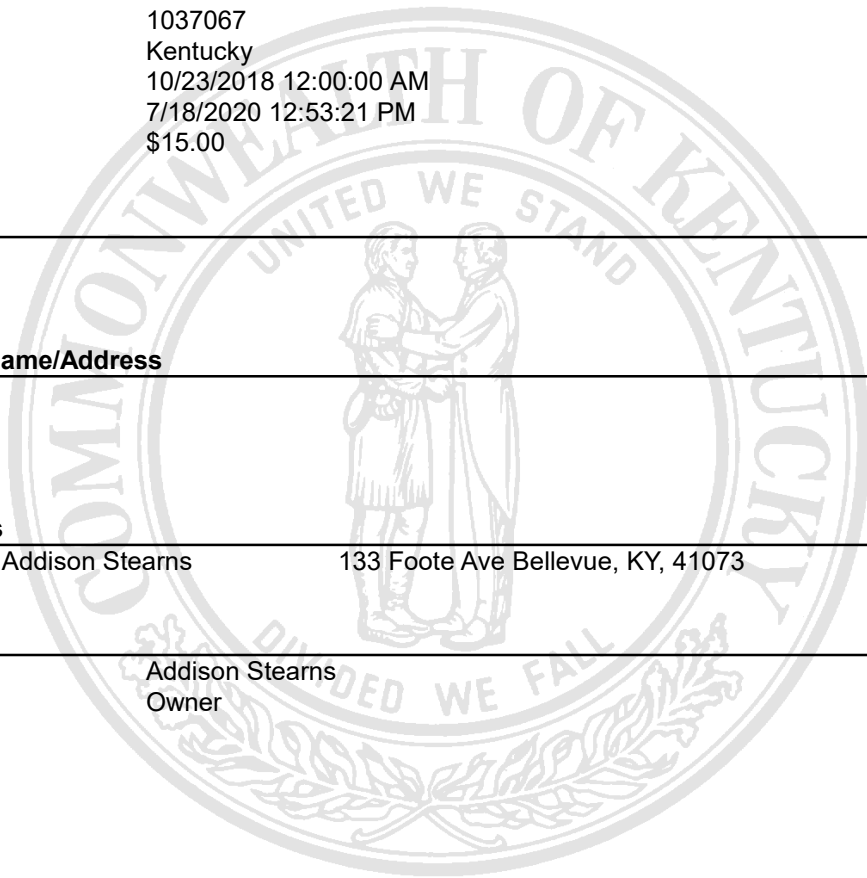 1037067
Kentucky
10/23/2018 12:00:00 AM
7/18/2020 12:53:21 PM
$15.00
COMMONWEALTH OF KENTUCKY
UNITED WE STAND
ame/Address
s
Addison Stearns 133 Foote Ave Bellevue, KY, 41073
Addison Stearns
Owner
DIVIDED WE FALL